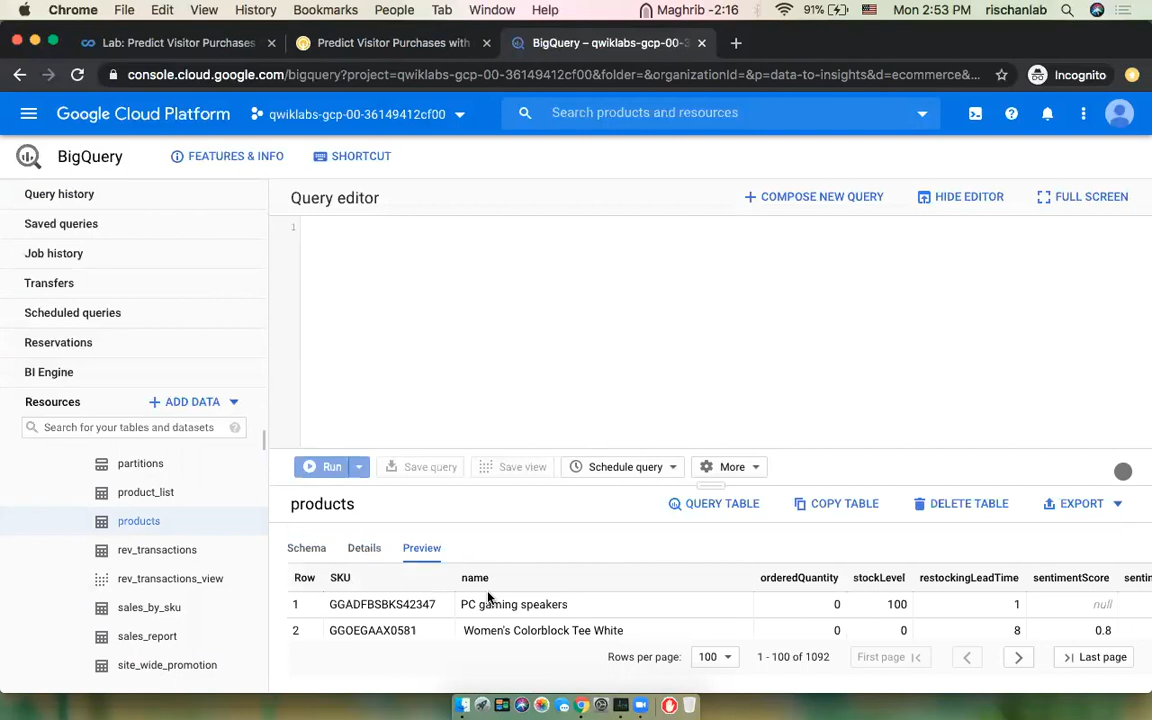 Chrome File Edit View History Bookmarks People Tab Window Help Maghrib -2:16 91% Mon 2:53 PM rischanlab
Lab: Predict Visitor Purchases × Predict Visitor Purchases with × BigQuery – qwiklabs-gcp-00-3 × +
console.cloud.google.com/bigquery?project=qwiklabs-gcp-00-36149412cf00&folder=&organizationId=&p=data-to-insights&d=ecommerce&... Incognito
Google Cloud Platform qwiklabs-gcp-00-36149412cf00 Search products and resources
BigQuery FEATURES & INFO SHORTCUT
Query history
Query editor COMPOSE NEW QUERY HIDE EDITOR FULL SCREEN
Saved queries
1
Job history
Transfers
Scheduled queries
Reservations
BI Engine
Resources + ADD DATA
Search for your tables and datasets
partitions
product_list
products
rev_transactions
rev_transactions_view
sales_by_sku
sales_report
site_wide_promotion
Run Save query Save view Schedule query More
products QUERY TABLE COPY TABLE DELETE TABLE EXPORT
Schema Details Preview
Row SKU name orderedQuantity stockLevel restockingLeadTime sentimentScore sentin
1 GGADFBSBKS42347 PC gaming speakers 0 100 1 null
2 GGOEGAAX0581 Women's Colorblock Tee White 0 0 8 0.8
Rows per page: 100 1 - 100 of 1092 First page Last page